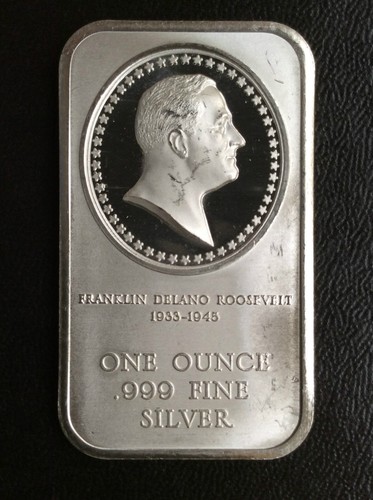 FRANKLIN DELANO ROOSEVELT
1933-1945
ONE OUNCE
.999 FINE
SILVER